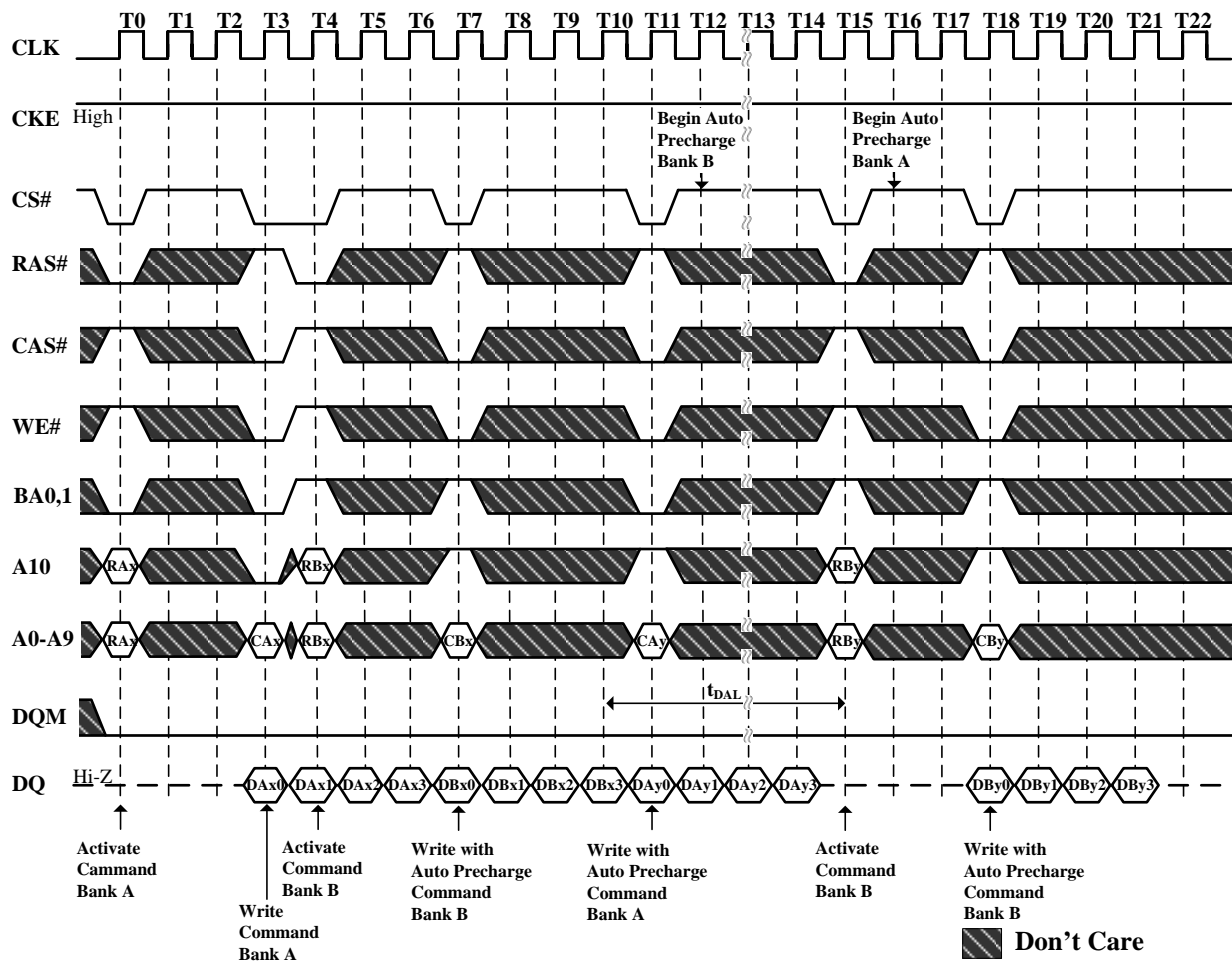 T0 T1 T2 T3 T4 T5 T6 T7 T8 T9 T10 T11 T12 T13 T14 T15 T16 T17 T18 T19 T20 T21 T22
CLK
CKE High
Begin Auto
Precharge
Bank B
Begin Auto
Precharge
Bank A
CS#
RAS#
CAS#
WE#
BA0,1
A10 RAx RBx RBy
A0-A9 RAx CAx RBx CBx CAy RBy CBy
tDAL
DQM
DQ Hi-Z DAx0 DAx1 DAx2 DAx3 DBx0 DBx1 DBx2 DBx3 DAy0 DAy1 DAy2 DAy3 DBy0 DBy1 DBy2 DBy3
Activate
Cammand
Bank A
Write
Command
Bank A
Activate
Command
Bank B
Write with
Auto Precharge
Command
Bank B
Write with
Auto Precharge
Command
Bank A
Activate
Command
Bank B
Write with
Auto Precharge
Command
Bank B
Don't Care